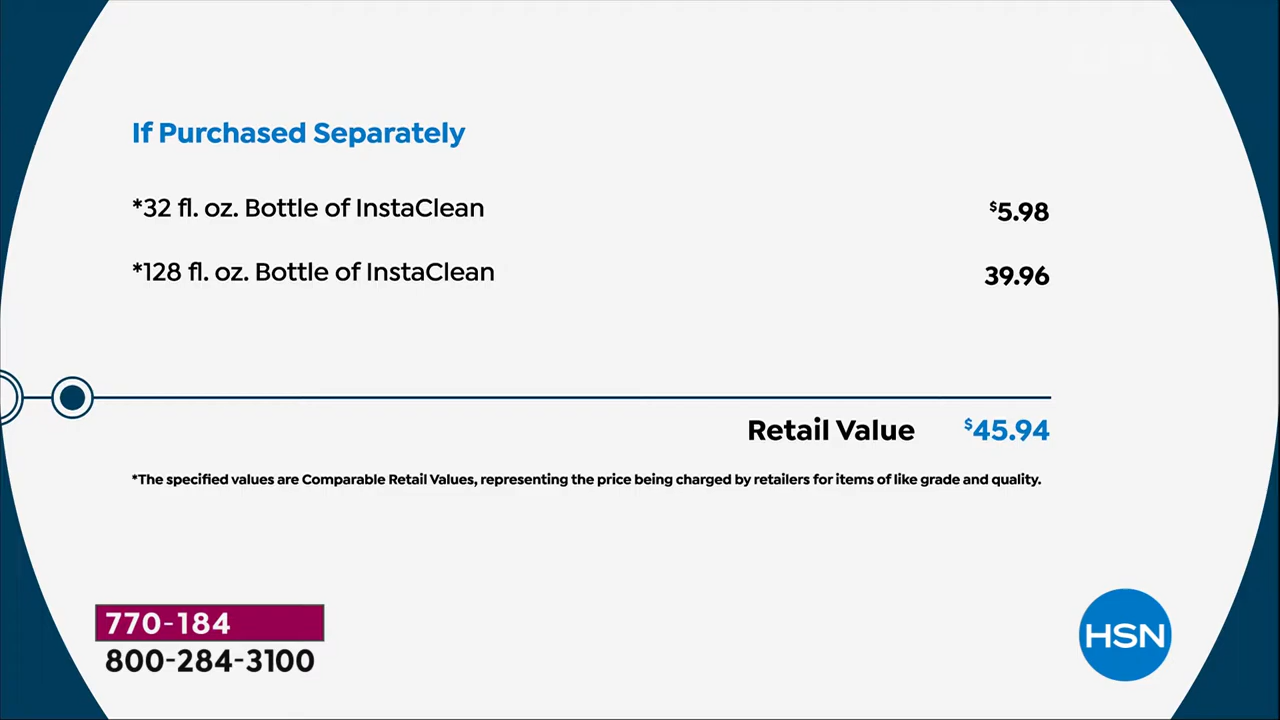 If Purchased Separately
*32 fl. oz. Bottle of InstaClean $5.98
*128 fl. oz. Bottle of InstaClean 39.96
Retail Value $45.94
*The specified values are Comparable Retail Values, representing the price being charged by retailers for items of like grade and quality.
770-184
800-284-3100
HSN